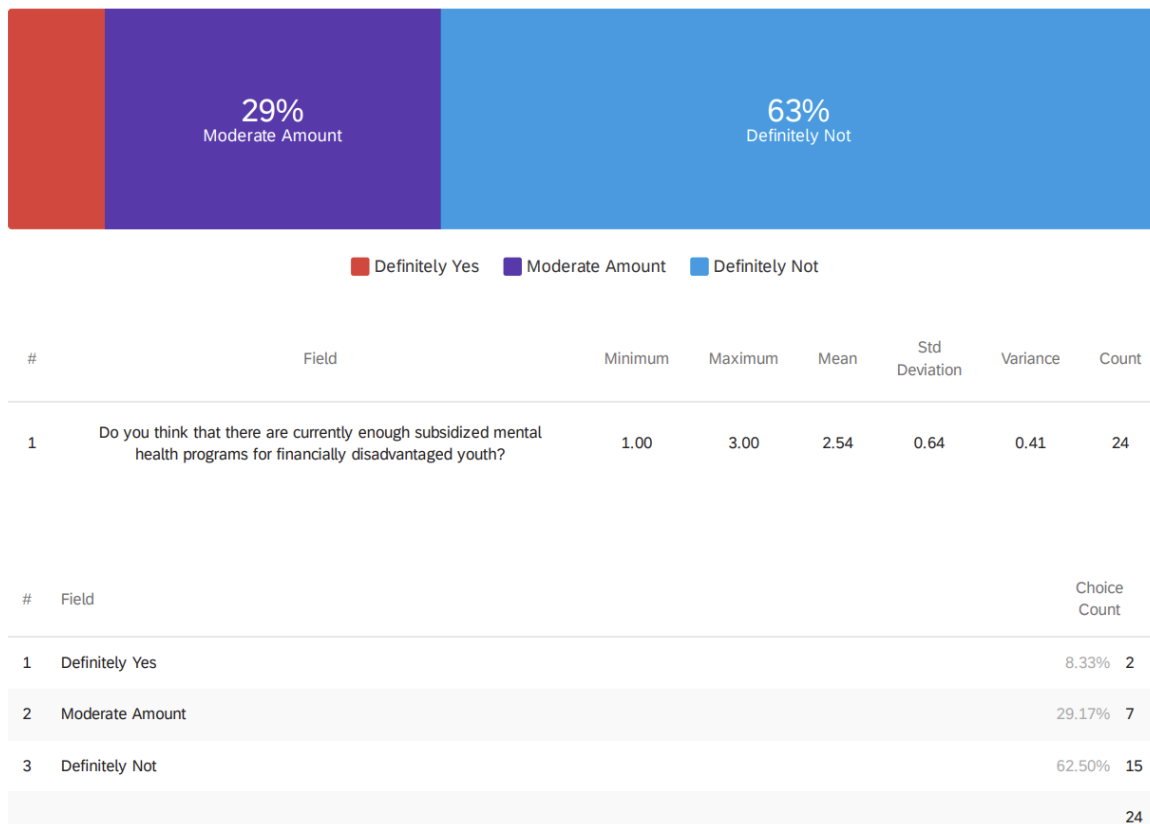 29%
Moderate Amount
63%
Definitely Not
Definitely Yes Moderate Amount Definitely Not
# Field Minimum Maximum Mean Std Deviation Variance Count
1 Do you think that there are currently enough subsidized mental
health programs for financially disadvantaged youth? 1.00 3.00 2.54 0.64 0.41 24
# Field Choice Count
1 Definitely Yes 8.33% 2
2 Moderate Amount 29.17% 7
3 Definitely Not 62.50% 15
24